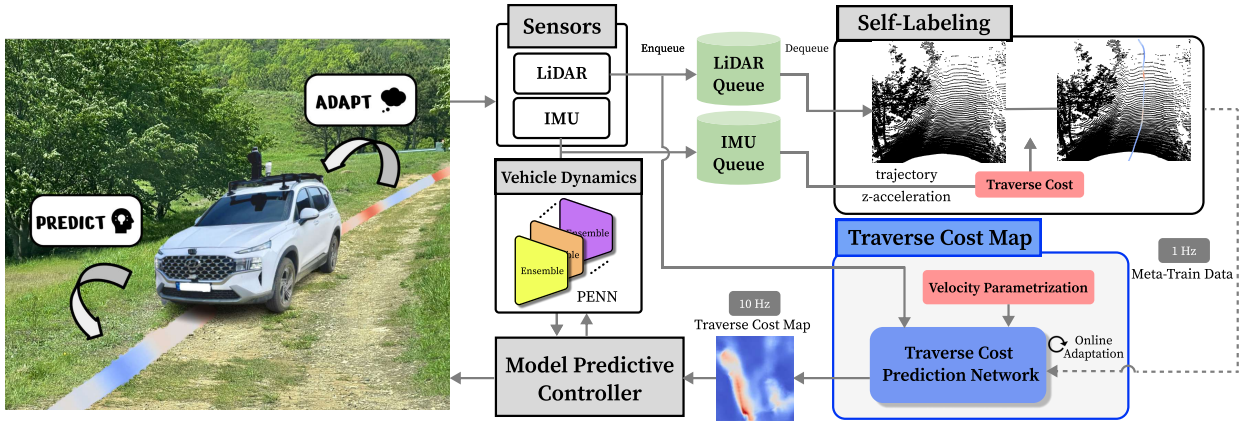 ADAPT
PREDICT
Sensors
LiDAR
IMU
Enqueue
LiDAR
Queue
IMU
Queue
Dequeue
Self-Labeling
trajectory
z-acceleration
Traverse Cost
Vehicle Dynamics
Ensemble
ble
Ensemble
PENN
Model Predictive
Controller
10 Hz
Traverse Cost Map
Traverse Cost Map
Velocity Parametrization
Traverse Cost
Prediction Network
Online
Adaptation
1 Hz
Meta-Train Data